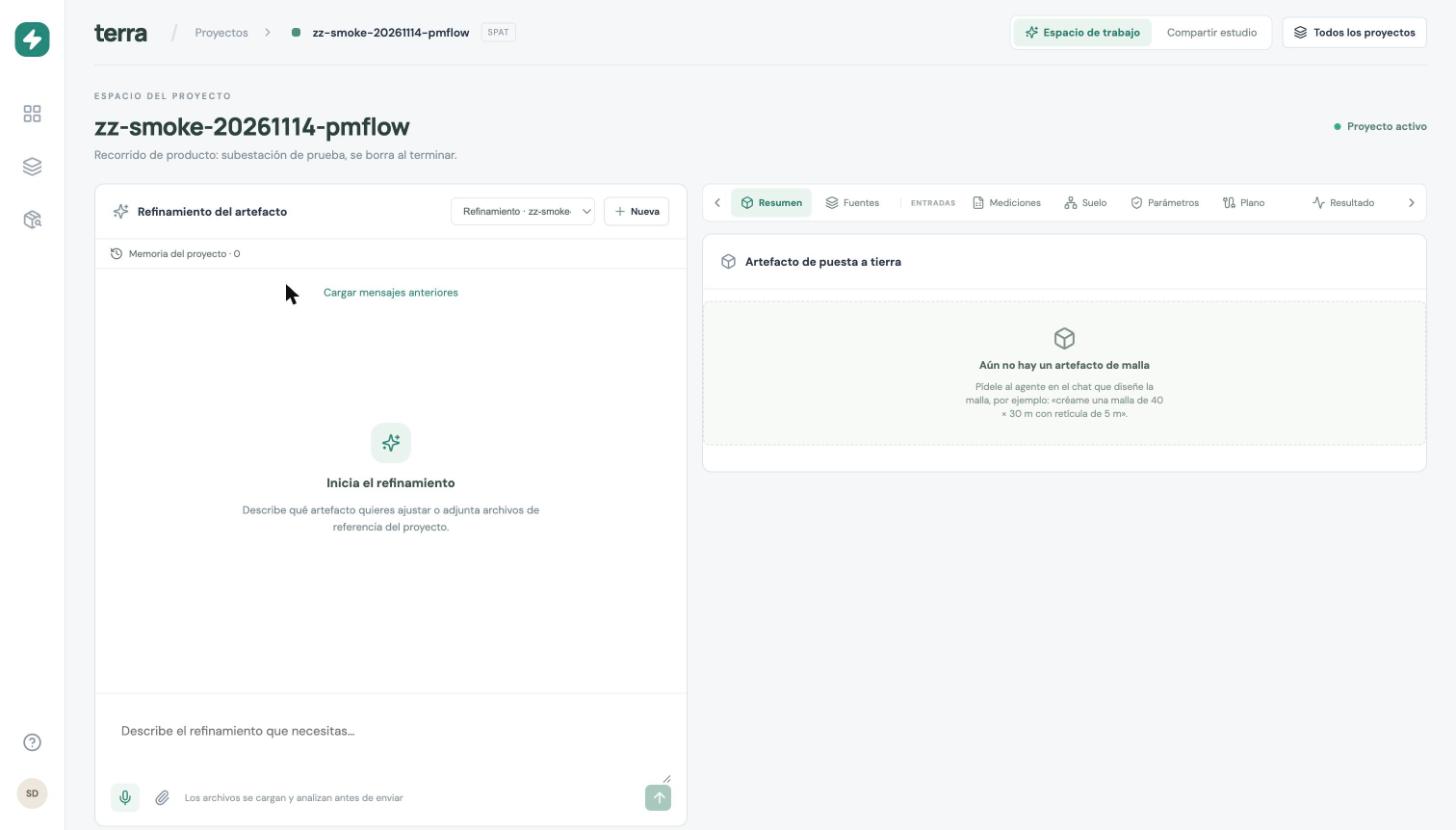 terra / Proyectos > zz-smoke-20261114-pmflow SPAT
Espacio de trabajo
Compartir estudio
Todos los proyectos
ESPACIO DEL PROYECTO
zz-smoke-20261114-pmflow
Proyecto activo
Recorrido de producto: subestación de prueba, se borra al terminar.
Refinamiento del artefacto
Refinamiento · zz-smoke-
Nueva
Memoria del proyecto · 0
Cargar mensajes anteriores
Inicia el refinamiento
Describe qué artefacto quieres ajustar o adjunta archivos de
referencia del proyecto.
Describe el refinamiento que necesitas…
Los archivos se cargan y analizan antes de enviar
SD
Resumen
Fuentes
ENTRADAS
Mediciones
Suelo
Parámetros
Plano
Resultado
Artefacto de puesta a tierra
Aún no hay un artefacto de malla
Pídele al agente en el chat que diseñe la
malla, por ejemplo: «créame una malla de 40
× 30 m con retícula de 5 m».